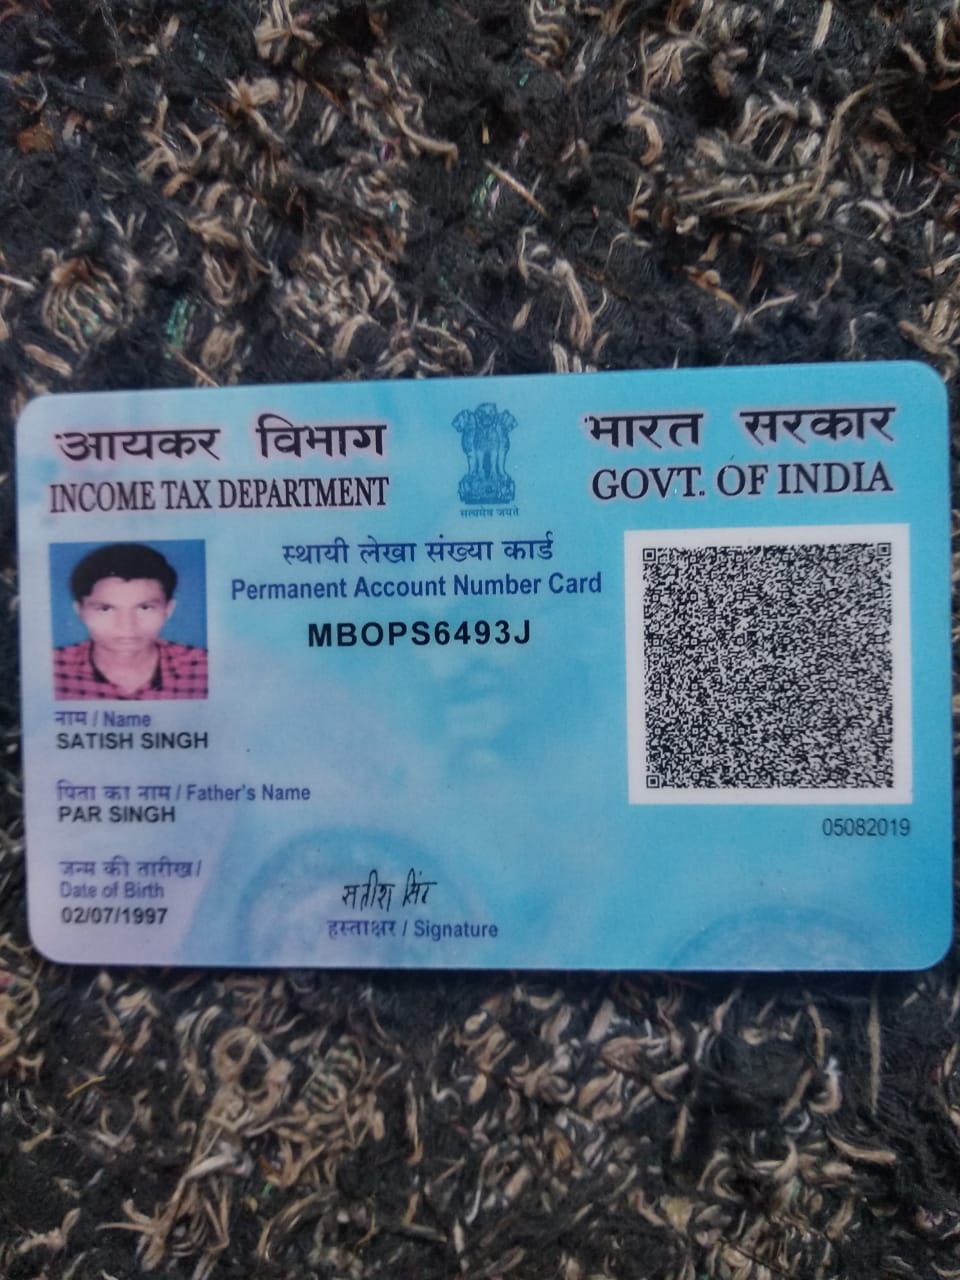 आयकर विभाग
INCOME TAX DEPARTMENT
सत्यमेव जयते
भारत सरकार
GOVT. OF INDIA
स्थायी लेखा संख्या कार्ड
Permanent Account Number Card
MBOPS6493J
नाम / Name
SATISH SINGH
पिता का नाम / Father's Name
PAR SINGH
05082019
जन्म की तारीख /
Date of Birth
02/07/1997
सतीश सिंह
हस्ताक्षर / Signature